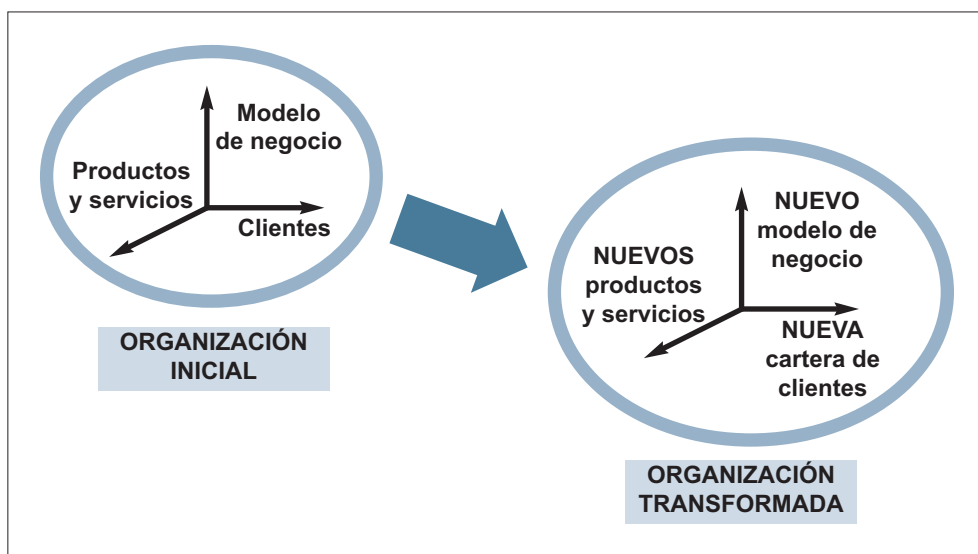 Modelo
de negocio
Productos
y servicios
Clientes
ORGANIZACIÓN
INICIAL
NUEVO
modelo de
negocio
NUEVOS
productos
y servicios
NUEVA
cartera de
clientes
ORGANIZACIÓN
TRANSFORMADA